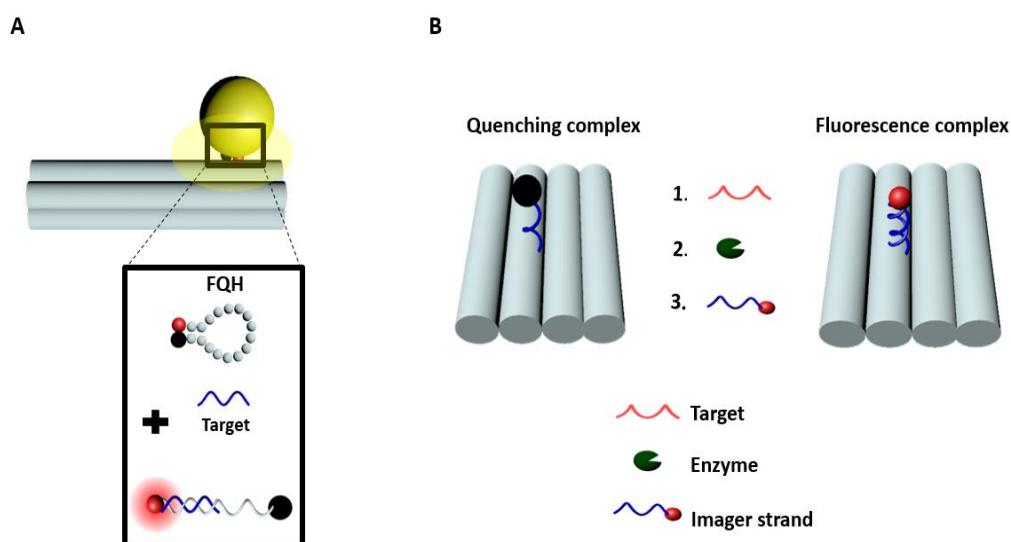 A
FQH
Target
B
Quenching complex
Fluorescence complex
1.
2.
3.
Target
Enzyme
Imager strand